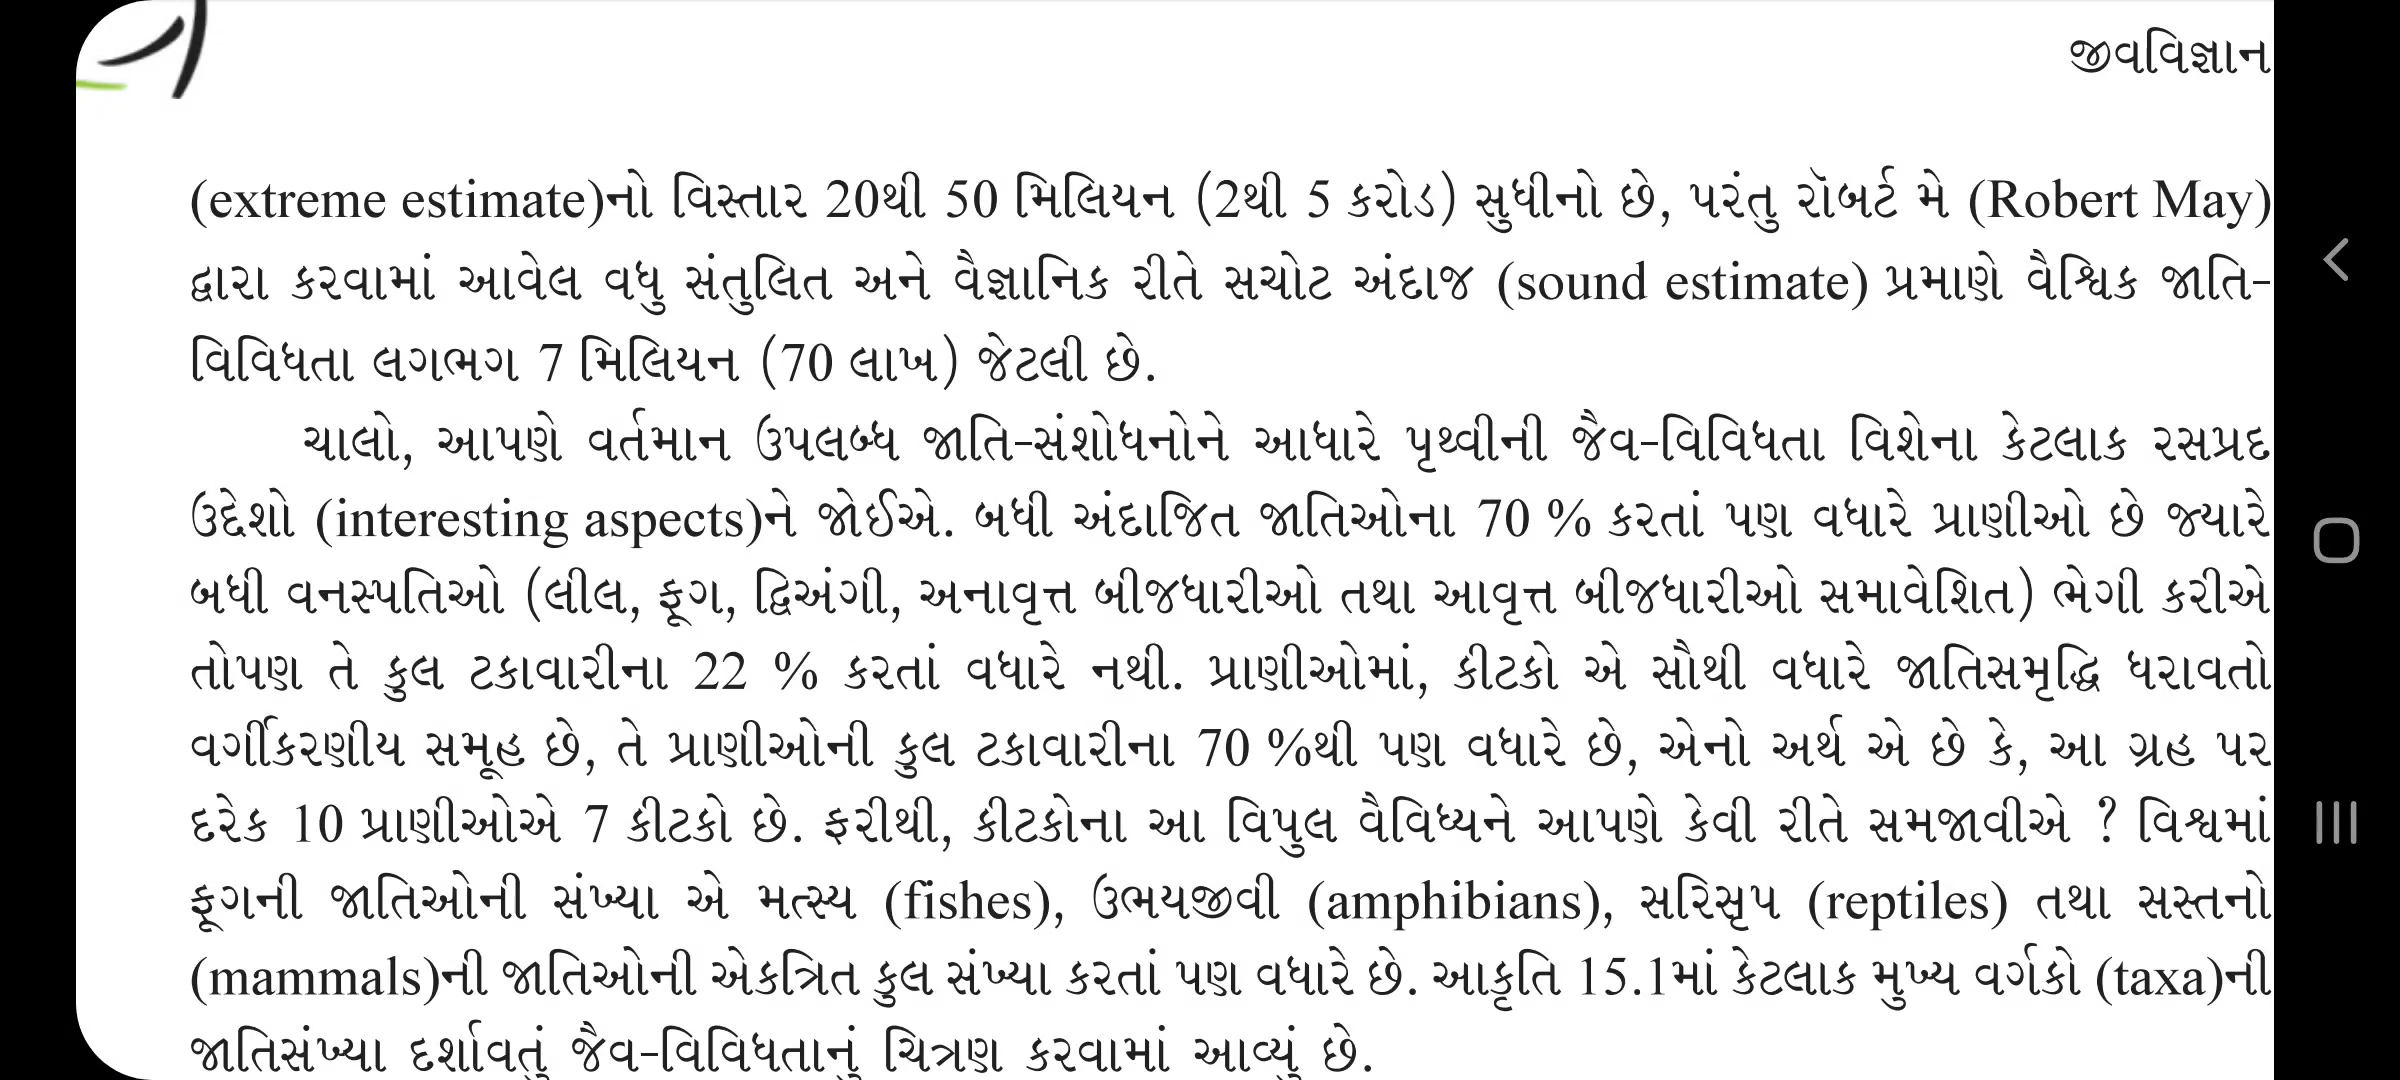 જીવવિજ્ઞાન
(extreme estimate)નો વિસ્તાર 20થી 50 મિલિયન (2થી 5 કરોડ) સુધીનો છે, પરંતુ રૉબર્ટ મે (Robert May)
દ્વારા કરવામાં આવેલ વધુ સંતુલિત અને વૈજ્ઞાનિક રીતે સચોટ અંદાજ (sound estimate) પ્રમાણે વૈશ્વિક જાતિ-
વિવિધતા લગભગ 7 મિલિયન (70 લાખ) જેટલી છે.
ચાલો, આપણે વર્તમાન ઉપલબ્ધ જાતિ-સંશોધનોને આધારે પૃથ્વીની જૈવ-વિવિધતા વિશેના કેટલાક રસપ્રદ
ઉદેશો (interesting aspects)ને જોઈએ. બધી અંદાજિત જાતિઓના 70 % કરતાં પણ વધારે પ્રાણીઓ છે જ્યારે
બધી વનસ્પતિઓ (લીલ, ફૂગ, દ્વિઅંગી, અનાવૃત્ત બીજધારીઓ તથા આવૃત્ત બીજધારીઓ સમાવેશિત) ભેગી કરીએ
તોપણ તે કુલ ટકાવારીના 22 % કરતાં વધારે નથી. પ્રાણીઓમાં, કીટકો એ સૌથી વધારે જાતિસમૃદ્ધિ ધરાવતો
વર્ગીકરણીય સમૂહ છે, તે પ્રાણીઓની કુલ ટકાવારીના 70 %થી પણ વધારે છે, એનો અર્થ એ છે કે, આ ગ્રહ પર
દરેક 10 પ્રાણીઓએ 7 કીટકો છે. ફરીથી, કીટકોના આ વિપુલ વૈવિધ્યને આપણે કેવી રીતે સમજાવીએ ? વિશ્વમાં
ફૂગની જાતિઓની સંખ્યા એ મત્સ્ય (fishes), ઉભયજીવી (amphibians), સરિસૃપ (reptiles) તથા સસ્તનો
(mammals)ની જાતિઓની એકત્રિત કુલ સંખ્યા કરતાં પણ વધારે છે. આકૃતિ 15.1માં કેટલાક મુખ્ય વર્ગકો (taxa)ની
જાતિસંખ્યા દર્શાવતું જૈવ-વિવિધતાનું ચિત્રણ કરવામાં આવ્યું છે.